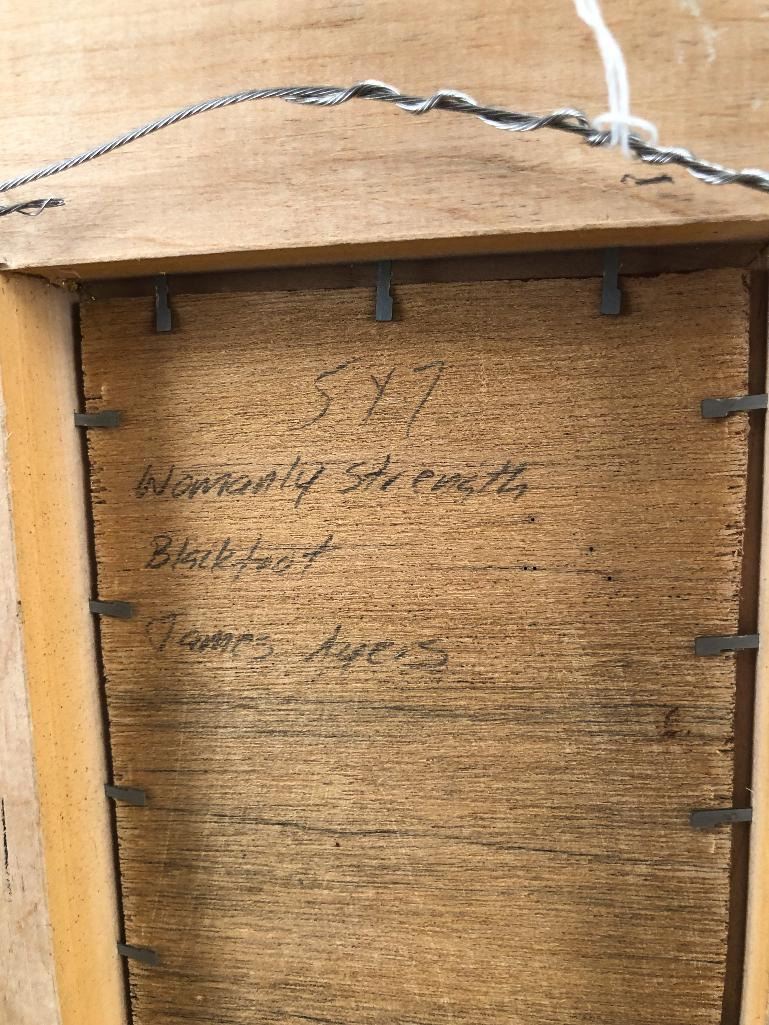 5x7
Womanly Strength
Blackfoot
James Ayers